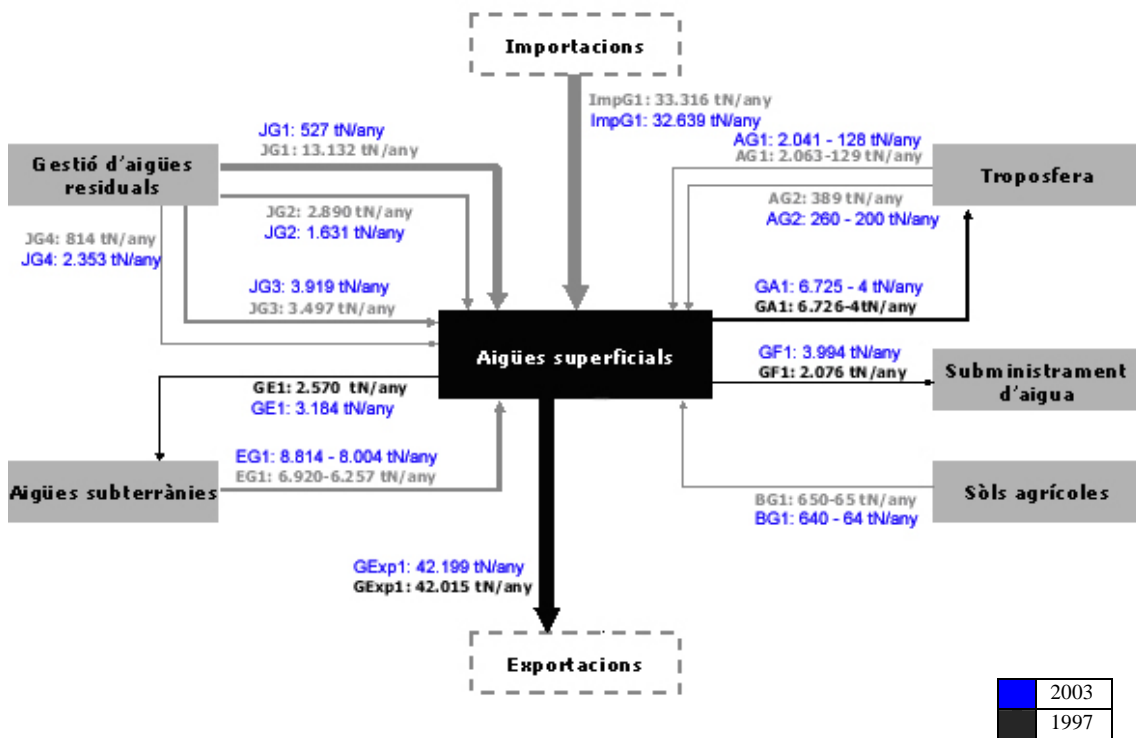 Importacions
ImpG1: 33.316 tN/any
ImpG1: 32.639 tN/any
JG1: 527 tN/any
JG1: 13.132 tN/any
AG1: 2.041 - 128 tN/any
AG1: 2.063-129tN/any
Gestió d'aigües
residuals
Troposfera
JG2: 2.890 tN/any
JG2: 1.631 tN/any
AG2: 389 tN/any
AG2: 260 - 200 tN/any
JG4: 814 tN/any
JG4: 2.353 tN/any
JG3: 3.919 tN/any
JG3: 3.497 tN/any
GA1: 6.725 - 4 tN/any
GA1: 6.726-4tN/any
Aigües superficials
GF1: 3.994 tN/any
GF1: 2.076 tN/any
Subministrament
d'aigua
GE1: 2.570 tN/any
GE1: 3.184 tN/any
EG1: 8.814 - 8.004 tN/any
EG1: 6.920-6.257 tN/any
Aigües subterrànies
BG1: 650-65 tN/any
BG1: 640 - 64 tN/any
Sòls agrícoles
GExp1: 42.199 tN/any
GExp1: 42.015 tN/any
Exportacions
2003
1997